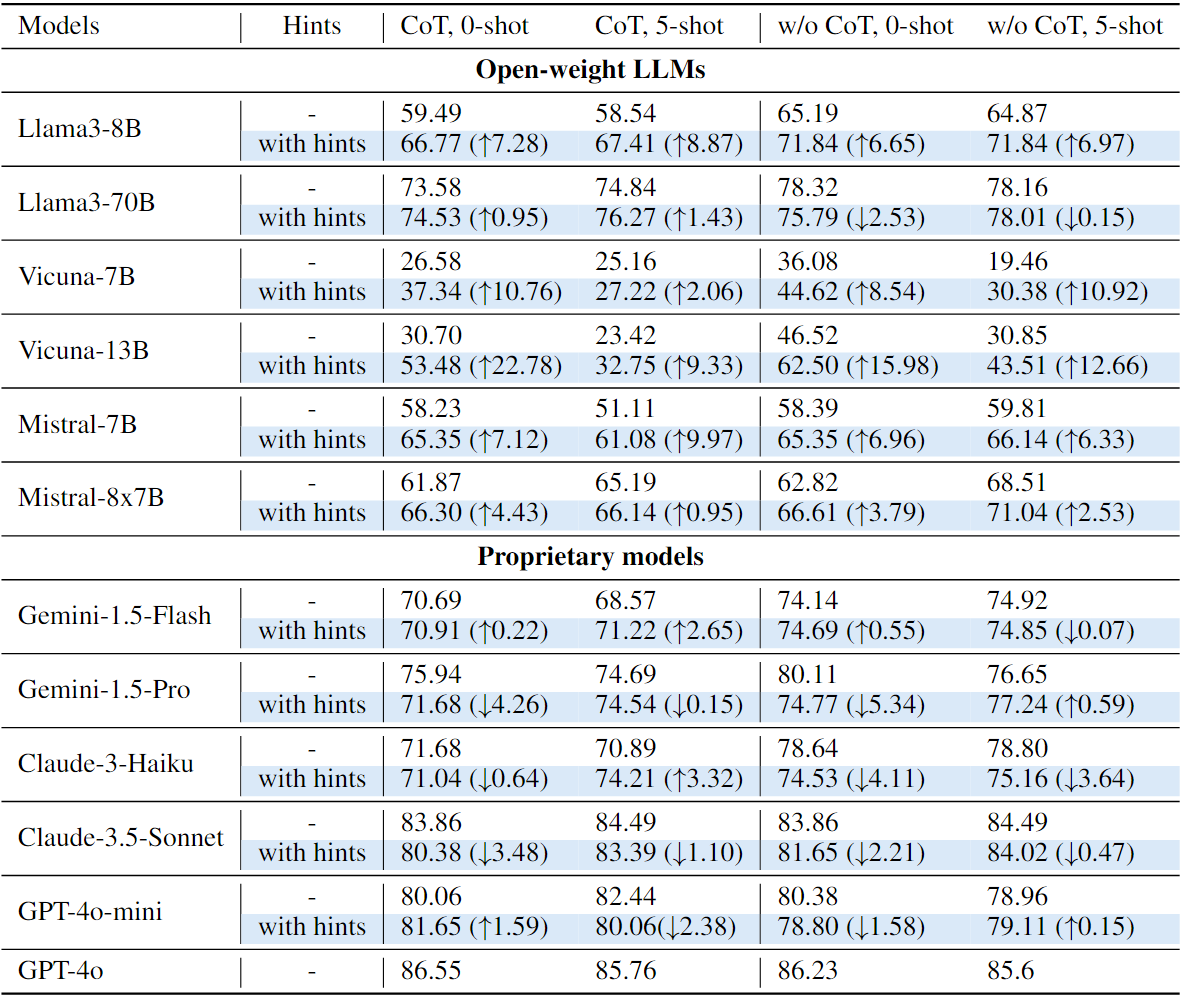 Models Hints CoT, 0-shot CoT, 5-shot w/o CoT, 0-shot w/o CoT, 5-shot
Open-weight LLMs
Llama3-8B - 59.49 58.54 65.19 64.87
with hints 66.77 (↑7.28) 67.41 (↑8.87) 71.84 (↑6.65) 71.84 (↑6.97)
Llama3-70B - 73.58 74.84 78.32 78.16
with hints 74.53 (↑0.95) 76.27 (↑1.43) 75.79 (↓2.53) 78.01 (↓0.15)
Vicuna-7B - 26.58 25.16 36.08 19.46
with hints 37.34 (↑10.76) 27.22 (↑2.06) 44.62 (↑8.54) 30.38 (↑10.92)
Vicuna-13B - 30.70 23.42 46.52 30.85
with hints 53.48 (↑22.78) 32.75 (↑9.33) 62.50 (↑15.98) 43.51 (↑12.66)
Mistral-7B - 58.23 51.11 58.39 59.81
with hints 65.35 (↑7.12) 61.08 (↑9.97) 65.35 (↑6.96) 66.14 (↑6.33)
Mistral-8x7B - 61.87 65.19 62.82 68.51
with hints 66.30 (↑4.43) 66.14 (↑0.95) 66.61 (↑3.79) 71.04 (↑2.53)
Proprietary models
Gemini-1.5-Flash - 70.69 68.57 74.14 74.92
with hints 70.91 (↑0.22) 71.22 (↑2.65) 74.69 (↑0.55) 74.85 (↓0.07)
Gemini-1.5-Pro - 75.94 74.69 80.11 76.65
with hints 71.68 (↓4.26) 74.54 (↓0.15) 74.77 (↓5.34) 77.24 (↑0.59)
Claude-3-Haiku - 71.68 70.89 78.64 78.80
with hints 71.04 (↓0.64) 74.21 (↑3.32) 74.53 (↓4.11) 75.16 (↓3.64)
Claude-3.5-Sonnet - 83.86 84.49 83.86 84.49
with hints 80.38 (↓3.48) 83.39 (↓1.10) 81.65 (↓2.21) 84.02 (↓0.47)
GPT-4o-mini - 80.06 82.44 80.38 78.96
with hints 81.65 (↑1.59) 80.06(↓2.38) 78.80 (↓1.58) 79.11 (↑0.15)
GPT-4o - 86.55 85.76 86.23 85.6